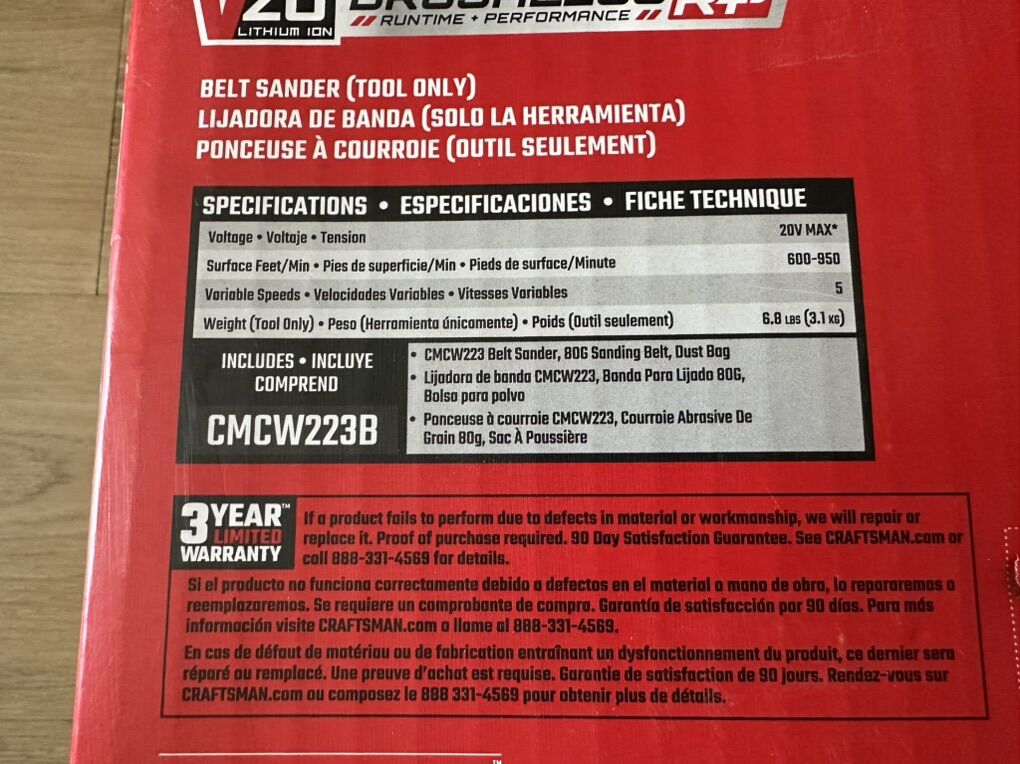 V20
BRUSHLESS RP
LITHIUM ION
// RUNTIME + PERFORMANCE //
BELT SANDER (TOOL ONLY)
LIJADORA DE BANDA (SOLO LA HERRAMIENTA)
PONCEUSE À COURROIE (OUTIL SEULEMENT)
SPECIFICATIONS • ESPECIFICACIONES • FICHE TECHNIQUE
Voltage • Voltaje • Tension 20V MAX*
Surface Feet/Min • Pies de superficie/Min • Pieds de surface/Minute 600-950
Variable Speeds • Velocidades Variables • Vitesses Variables 5
Weight (Tool Only) • Peso (Herramienta únicamente) • Poids (Outil seulement) 6.8 LBS (3.1 KG)
INCLUDES • INCLUYE
COMPREND
CMCW223B
• CMCW223 Belt Sander, 80G Sanding Belt, Dust Bag
• Lijadora de banda CMCW223, Banda Para Lijado 80G,
Bolsa para polvo
• Ponceuse à courroie CMCW223, Courroie Abrasive De
Grain 80g, Sac À Poussière
3 YEAR™
LIMITED
WARRANTY
If a product fails to perform due to defects in material or workmanship, we will repair or
replace it. Proof of purchase required. 90 Day Satisfaction Guarantee. See CRAFTSMAN.com or
call 888-331-4569 for details.
Si el producto no funciona correctamente debido a defectos en el material o mano de obra, lo repararemos o
reemplazaremos. Se requiere un comprobante de compra. Garantía de satisfacción por 90 días. Para más
información visite CRAFTSMAN.com o llame al 888-331-4569.
En cas de défaut de matériau ou de fabrication entraînant un dysfonctionnement du produit, ce dernier sera
réparé ou remplacé. Une preuve d'achat est requise. Garantie de satisfaction de 90 jours. Rendez-vous sur
CRAFTSMAN.com ou composez le 888 331-4569 pour obtenir plus de détails.
™